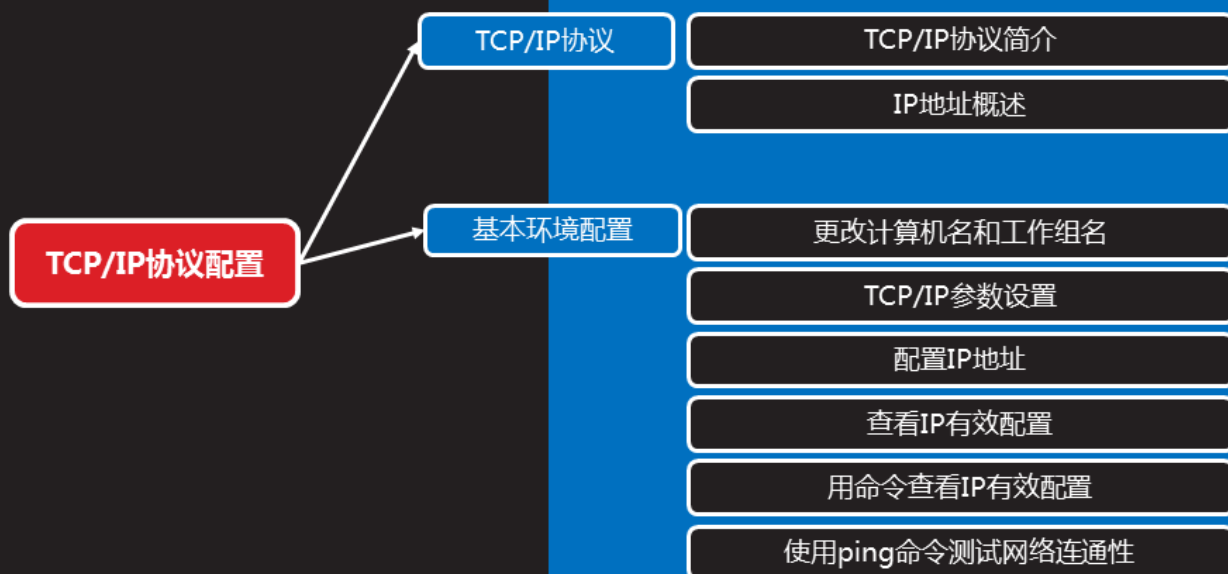 TCP/IP协议配置
TCP/IP协议
TCP/IP协议简介
IP地址概述
基本环境配置
更改计算机名和工作组名
TCP/IP参数设置
配置IP地址
查看IP有效配置
用命令查看IP有效配置
使用ping命令测试网络连通性